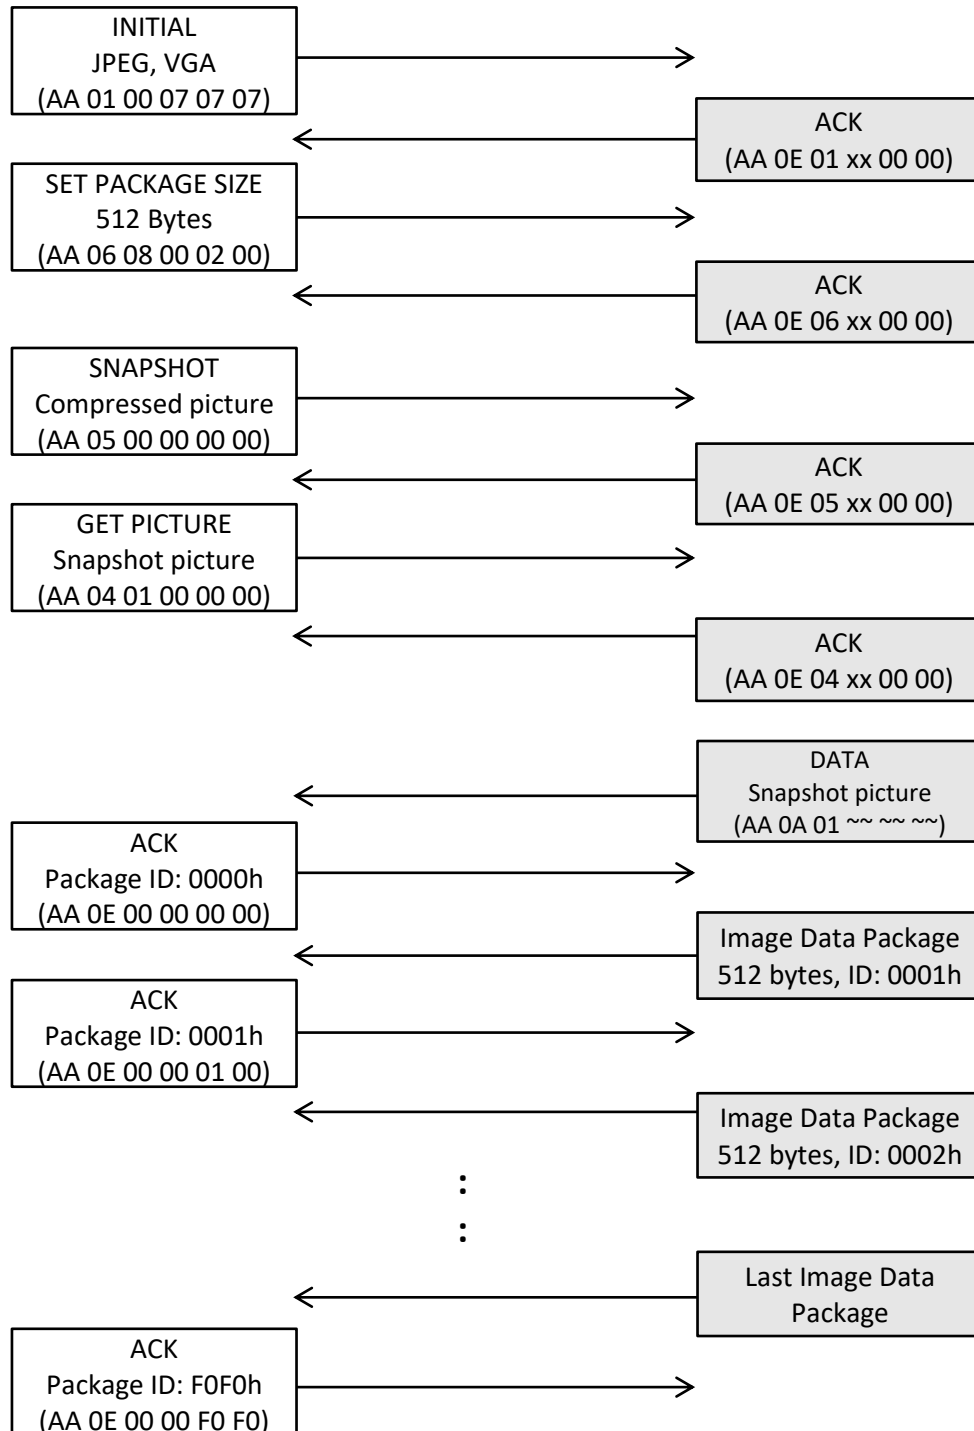 INITIAL
JPEG, VGA
(AA 01 00 07 07 07)
ACK
(AA 0E 01 xx 00 00)
SET PACKAGE SIZE
512 Bytes
(AA 06 08 00 02 00)
ACK
(AA 0E 06 xx 00 00)
SNAPSHOT
Compressed picture
(AA 05 00 00 00 00)
ACK
(AA 0E 05 xx 00 00)
GET PICTURE
Snapshot picture
(AA 04 01 00 00 00)
ACK
(AA 0E 04 xx 00 00)
DATA
Snapshot picture
(AA 0A 01 ~~ ~~ ~~)
ACK
Package ID: 0000h
(AA 0E 00 00 00 00)
Image Data Package
512 bytes, ID: 0001h
ACK
Package ID: 0001h
(AA 0E 00 00 01 00)
Image Data Package
512 bytes, ID: 0002h
:
:
Last Image Data
Package
ACK
Package ID: F0F0h
(AA 0E 00 00 F0 F0)